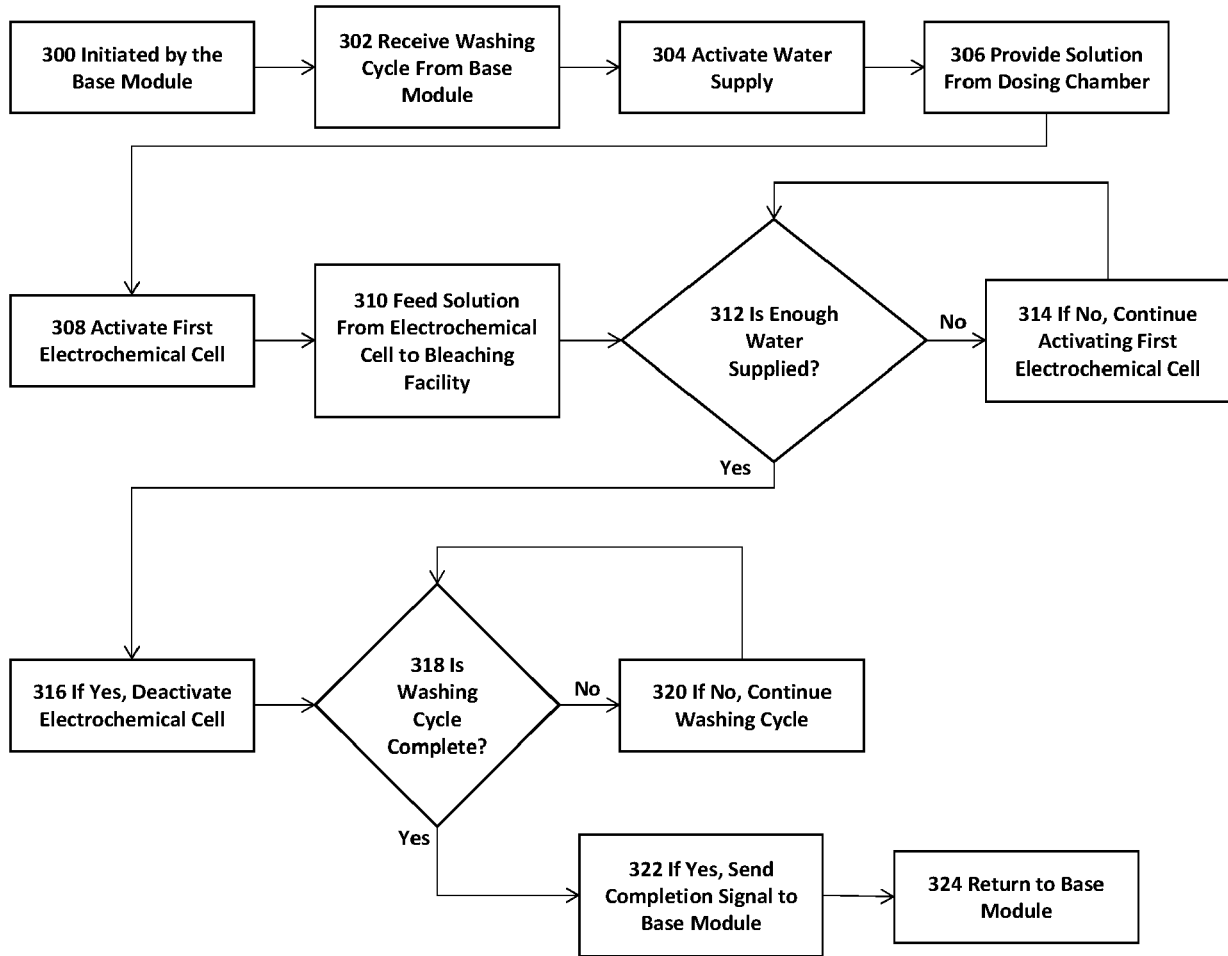 300 Initiated by the
Base Module
302 Receive Washing
Cycle From Base
Module
304 Activate Water
Supply
306 Provide Solution
From Dosing Chamber
308 Activate First
Electrochemical Cell
310 Feed Solution
From Electrochemical
Cell to Bleaching
Facility
312 Is Enough
Water
Supplied?
No
314 If No, Continue
Activating First
Electrochemical Cell
Yes
316 If Yes, Deactivate
Electrochemical Cell
318 Is
Washing
Cycle
Complete?
No
320 If No, Continue
Washing Cycle
Yes
322 If Yes, Send
Completion Signal to
Base Module
324 Return to Base
Module